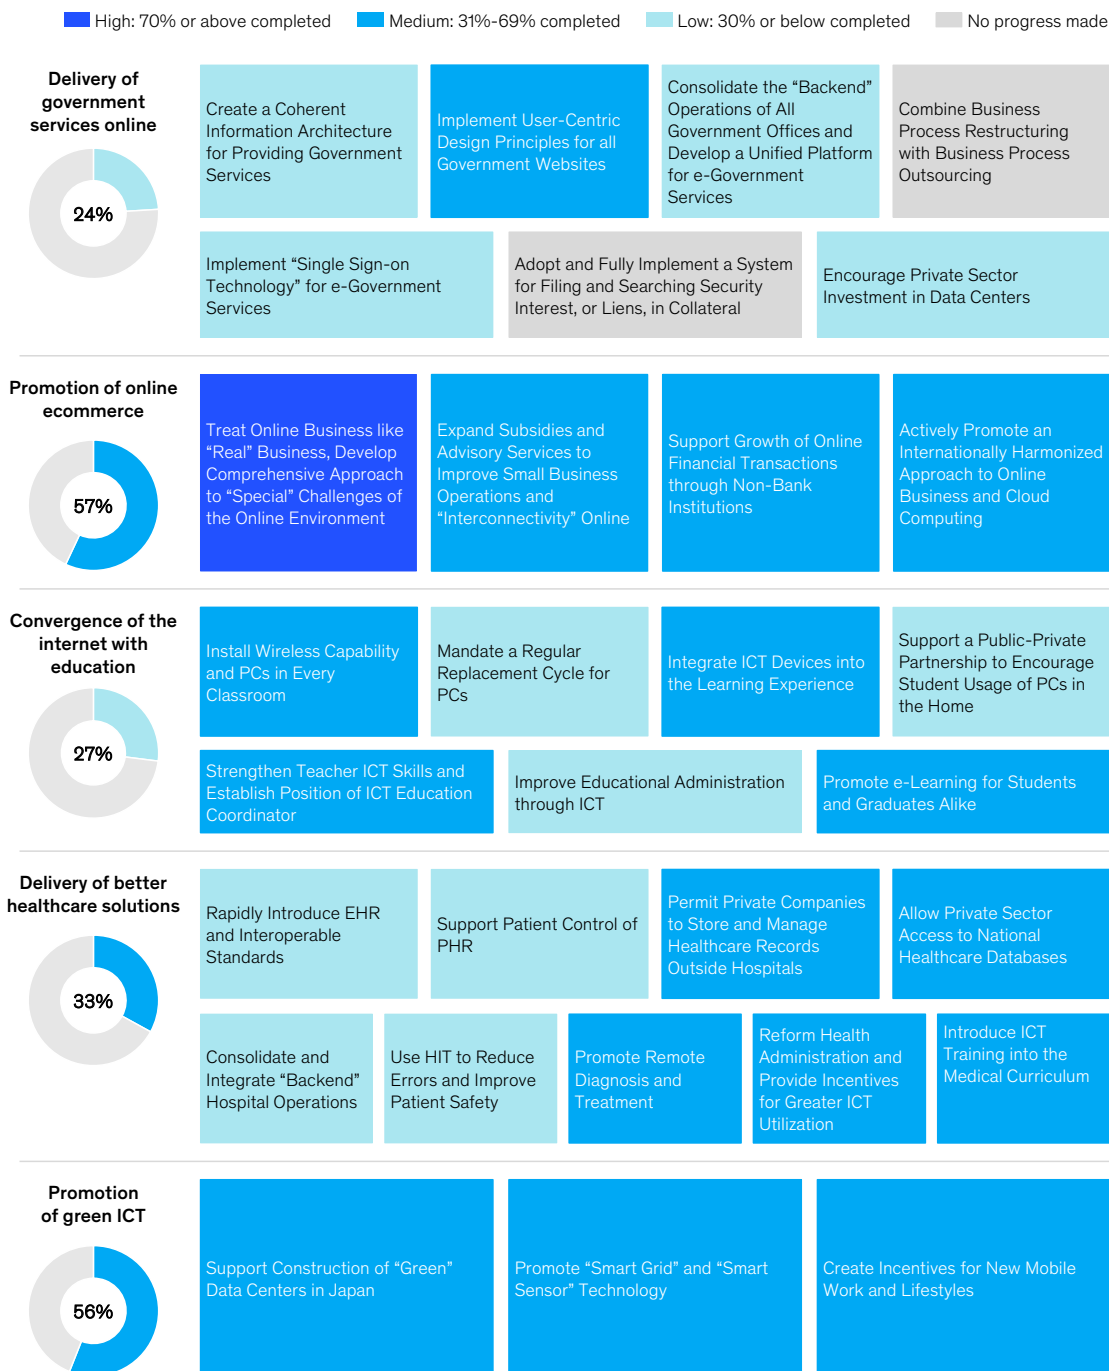 High: 70% or above completed
Medium: 31%-69% completed
Low: 30% or below completed
No progress made
Delivery of
government
services online
24%
Create a Coherent
Information Architecture
for Providing Government
Services
Implement User-Centric
Design Principles for all
Government Websites
Consolidate the “Backend”
Operations of All
Government Offices and
Develop a Unified Platform
for e-Government
Services
Combine Business
Process Restructuring
with Business Process
Outsourcing
Implement “Single Sign-on
Technology” for e-Government
Services
Adopt and Fully Implement a System
for Filing and Searching Security
Interest, or Liens, in Collateral
Encourage Private Sector
Investment in Data Centers
Promotion of online
ecommerce
57%
Treat Online Business like
“Real” Business, Develop
Comprehensive Approach
to “Special” Challenges of
the Online Environment
Expand Subsidies and
Advisory Services to
Improve Small Business
Operations and
“Interconnectivity” Online
Support Growth of Online
Financial Transactions
through Non-Bank
Institutions
Actively Promote an
Internationally Harmonized
Approach to Online
Business and Cloud
Computing
Convergence of the
internet with
education
27%
Install Wireless Capability
and PCs in Every
Classroom
Mandate a Regular
Replacement Cycle for
PCs
Integrate ICT Devices into
the Learning Experience
Support a Public-Private
Partnership to Encourage
Student Usage of PCs in
the Home
Strengthen Teacher ICT Skills and
Establish Position of ICT Education
Coordinator
Improve Educational Administration
through ICT
Promote e-Learning for Students
and Graduates Alike
Delivery of better
healthcare solutions
33%
Rapidly Introduce EHR
and Interoperable
Standards
Support Patient Control of
PHR
Permit Private Companies
to Store and Manage
Healthcare Records
Outside Hospitals
Allow Private Sector
Access to National
Healthcare Databases
Consolidate and
Integrate “Backend”
Hospital Operations
Use HIT to Reduce
Errors and Improve
Patient Safety
Promote Remote
Diagnosis and
Treatment
Reform Health
Administration and
Provide Incentives
for Greater ICT
Utilization
Introduce ICT
Training into the
Medical Curriculum
Promotion
of green ICT
56%
Support Construction of “Green”
Data Centers in Japan
Promote “Smart Grid” and “Smart
Sensor” Technology
Create Incentives for New Mobile
Work and Lifestyles